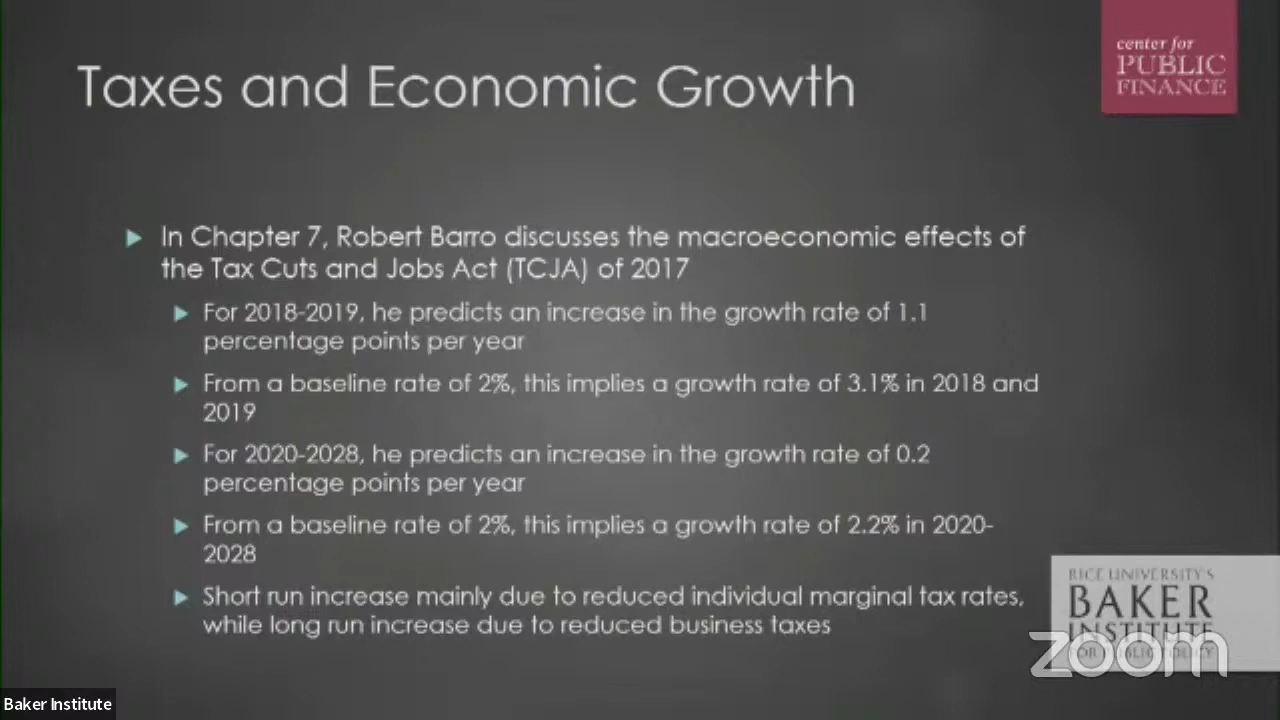 Taxes and Economic Growth
center for
PUBLIC
FINANCE
In Chapter 7, Robert Barro discusses the macroeconomic effects of
the Tax Cuts and Jobs Act (TCJA) of 2017
For 2018-2019, he predicts an increase in the growth rate of 1.1
percentage points per year
From a baseline rate of 2%, this implies a growth rate of 3.1% in 2018 and
2019
For 2020-2028, he predicts an increase in the growth rate of 0.2
percentage points per year
From a baseline rate of 2%, this implies a growth rate of 2.2% in 2020-
2028
Short run increase mainly due to reduced individual marginal tax rates,
while long run increase due to reduced business taxes
RICE UNIVERSITY'S
BAKER
INSTITUTE
FOR PUBLIC POLICY
zoom
Baker Institute